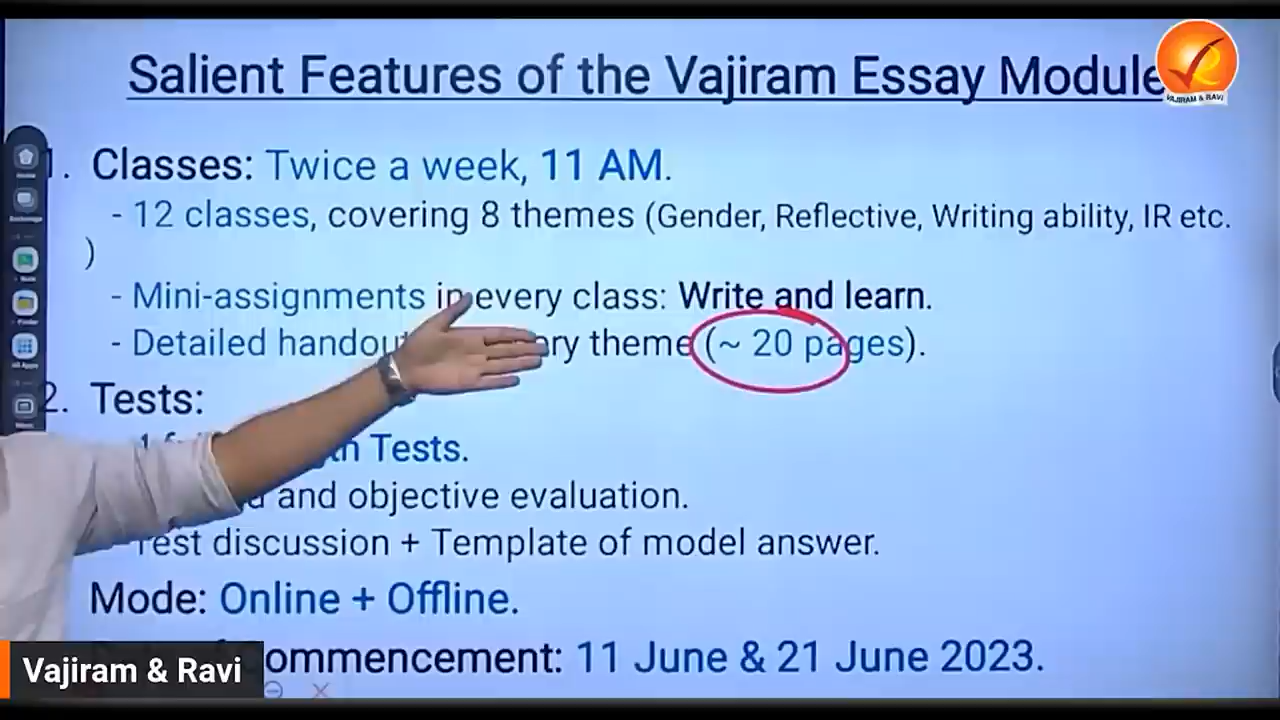 Salient Features of the Vajiram Essay Module
VAJIRAM & RAVI
1. Classes: Twice a week, 11 AM.
- 12 classes, covering 8 themes (Gender, Reflective, Writing ability, IR etc.
)
- Mini-assignments in every class: Write and learn.
- Detailed theme (~ 20 pages).
2. Tests:
Tests.
and objective evaluation.
Test discussion + Template of model answer.
Mode: Online + Offline.
ommencement: 11 June & 21 June 2023.
Vajiram & Ravi